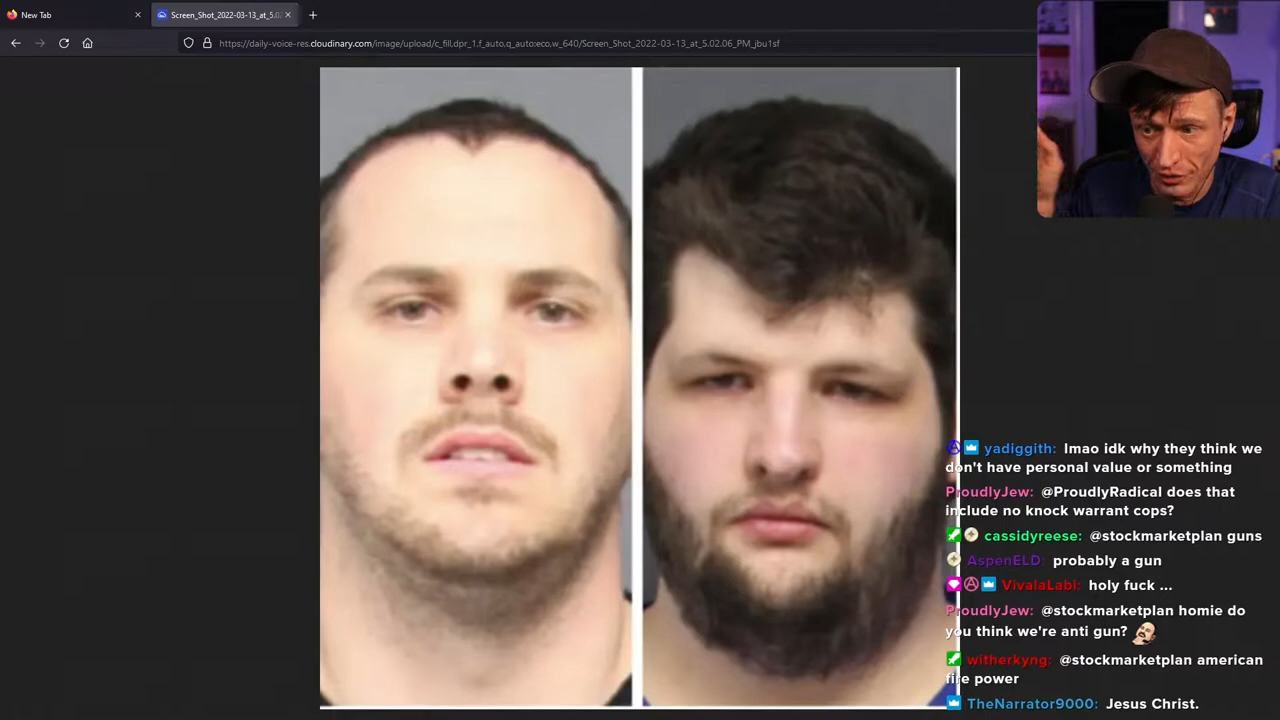 New Tab
Screen_Shot_2022-03-13_at_5.02
https://daily-voice-res.cloudinary.com/image/upload/c_fill,dpr_1.f_auto,q_auto:eco,w_640/Screen_Shot_2022-03-13_at_5.02.06_PM_jbu1sf
yadiggith: lmao idk why they think we
don't have personal value or something
ProudlyJew: @ProudlyRadical does that
include no knock warrant cops?
cassidyreese: @stockmarketplan guns
AspenELD: probably a gun
VivalaLabi: holy fuck ...
ProudlyJew: @stockmarketplan homie do
you think we're anti gun?
witherkyng: @stockmarketplan american
fire power
TheNarrator9000: Jesus Christ.